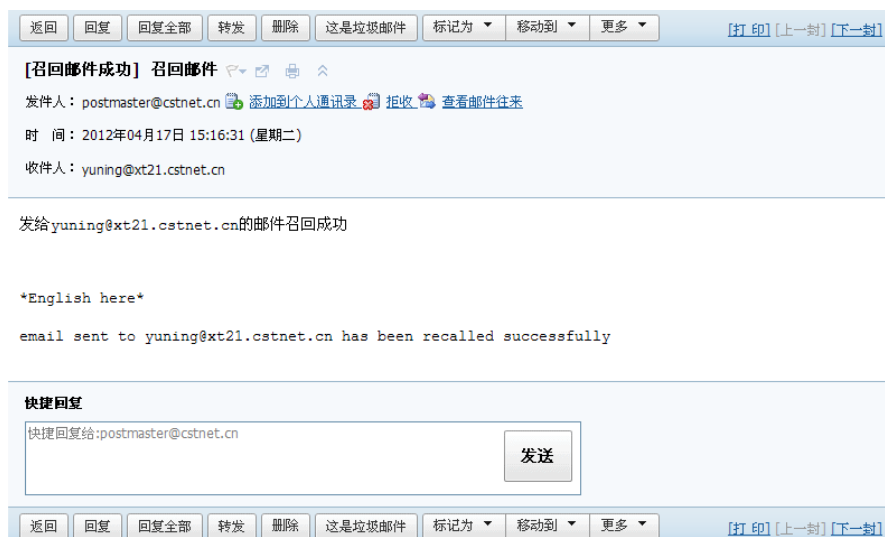 返回 回复 回复全部 转发 删除 这是垃圾邮件 标记为 移动到 更多 [打 印] [上一封] [下一封]
[召回邮件成功] 召回邮件
发件人：postmaster@cstnet.cn 添加到个人通讯录 拒收 查看邮件往来
时 间：2012年04月17日 15:16:31 (星期二)
收件人：yuning@xt21.cstnet.cn
发给yuning@xt21.cstnet.cn的邮件召回成功
*English here*
email sent to yuning@xt21.cstnet.cn has been recalled successfully
快捷回复
快捷回复给:postmaster@cstnet.cn
发送
返回 回复 回复全部 转发 删除 这是垃圾邮件 标记为 移动到 更多 [打 印] [上一封] [下一封]